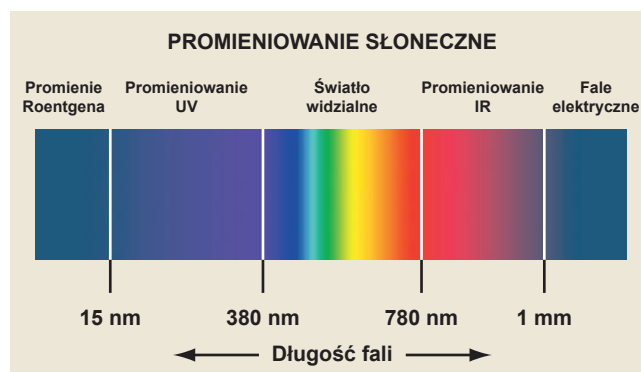 PROMIENIOWANIE SŁONECZNE
Promienie
Roentgena
Promieniowanie
UV
Światło
widzialne
Promieniowanie
IR
Fale
elektryczne
15 nm
380 nm
780 nm
1 mm
Długość fali